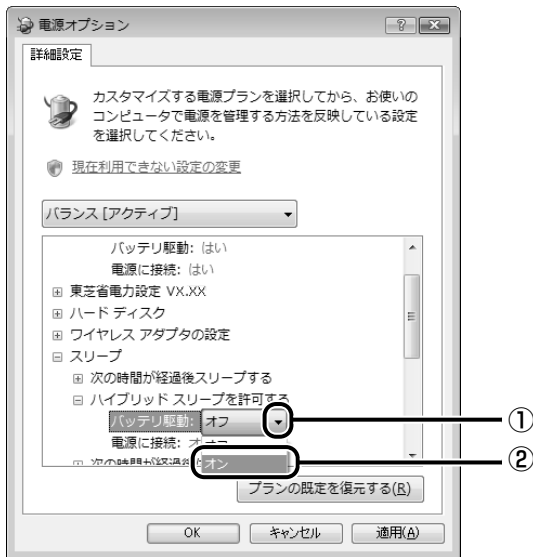 電源オプション
詳細設定
カスタマイズする電源プランを選択してから、お使いの
コンピュータで電源を管理する方法を反映している設定
を選択してください。
現在利用できない設定の変更
バランス [アクティブ]
バッテリ駆動: はい
電源に接続: はい
東芝省電力設定 VX.XX
ハード ディスク
ワイヤレス アダプタの設定
スリープ
次の時間が経過後スリープする
ハイブリッド スリープを許可する
バッテリ駆動: オフ
①
電源に接続:
オン
②
プランの既定を復元する(R)
OK
キャンセル
適用(A)